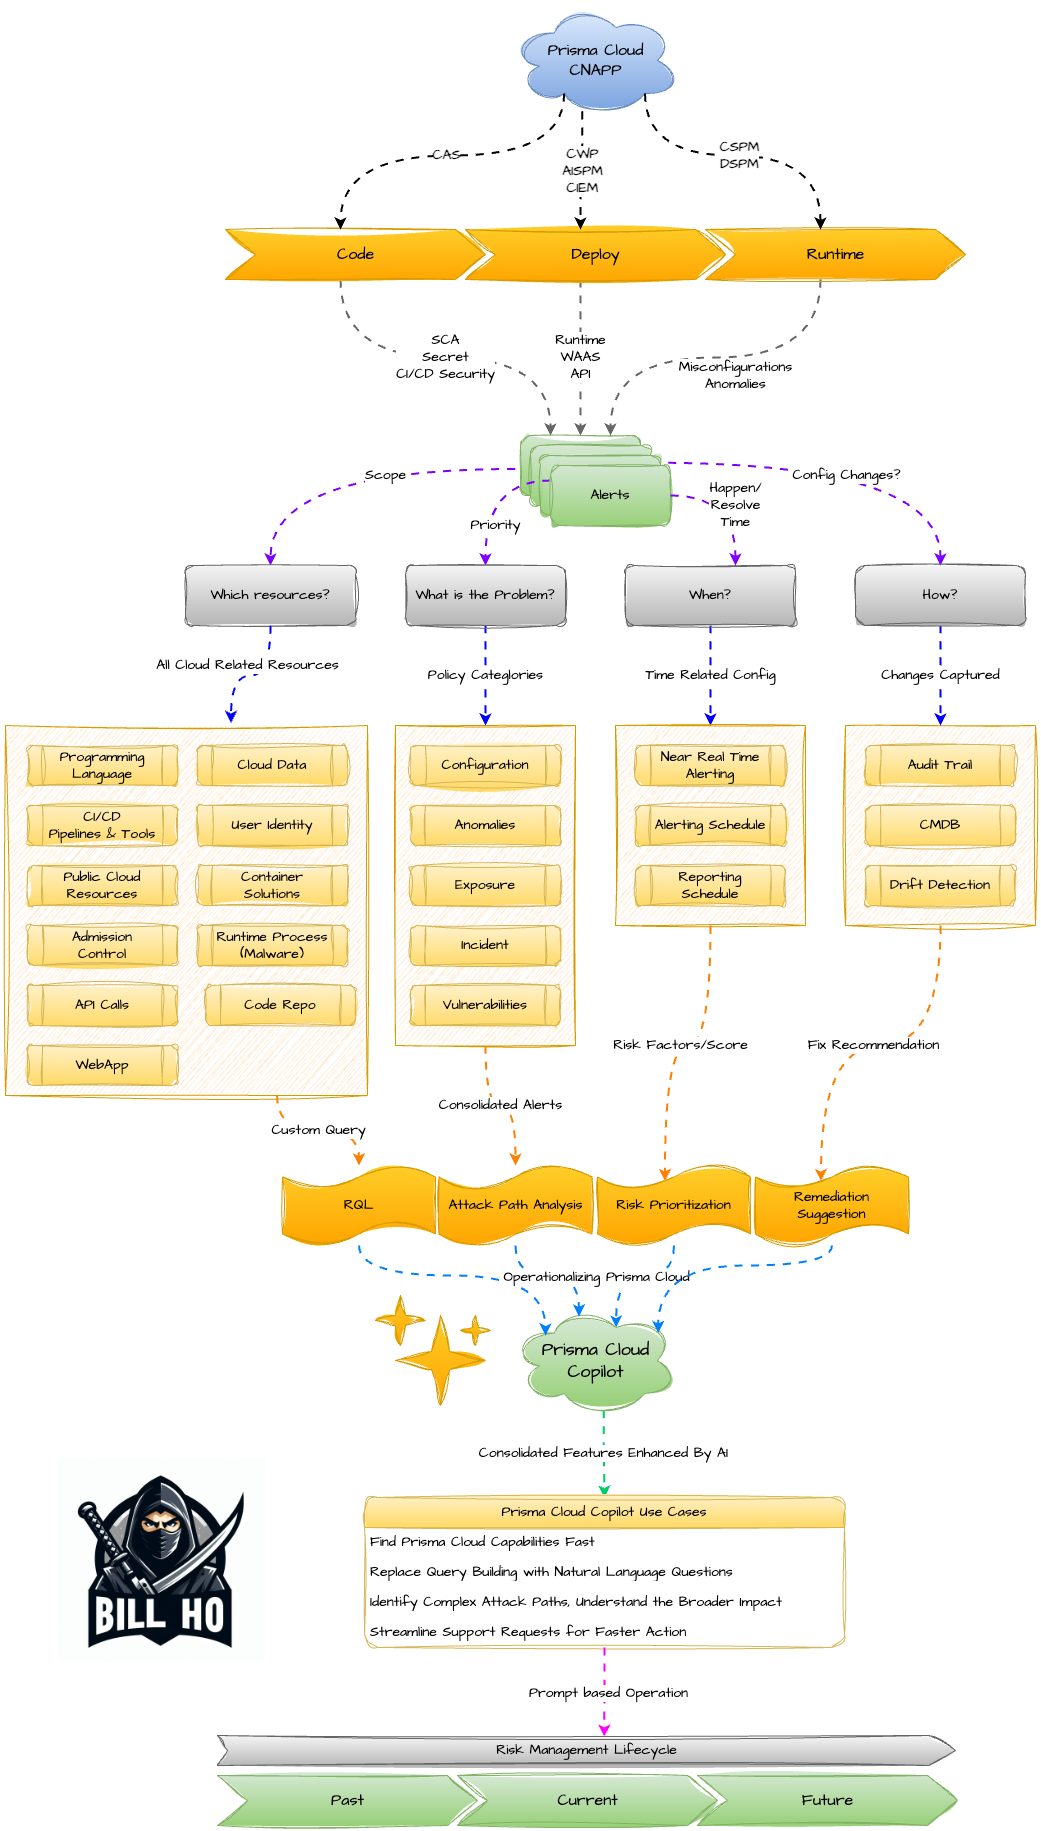 Prisma Cloud
CNAPP
CAS
CWP
AISPM
CIEM
CSPM
DSPM
Code
Deploy
Runtime
SCA
Secret
CI/CD Security
Runtime
WAAS
API
Misconfigurations
Anomalies
Alerts
Scope
Priority
Happen/
Resolve
Time
Config Changes?
Which resources?
What is the Problem?
When?
How?
All Cloud Related Resources
Policy Categlories
Time Related Config
Changes Captured
Programming
Language
Cloud Data
CI/CD
Pipelines & Tools
User Identity
Public Cloud
Resources
Container
Solutions
Admission
Control
Runtime Process
(Malware)
API Calls
Code Repo
WebApp
Configuration
Anomalies
Exposure
Incident
Vulnerabilities
Near Real Time
Alerting
Alerting Schedule
Reporting
Schedule
Audit Trail
CMDB
Drift Detection
Custom Query
Consolidated Alerts
Risk Factors/Score
Fix Recommendation
RQL
Attack Path Analysis
Risk Prioritization
Remediation
Suggestion
Operationalizing Prisma Cloud
Prisma Cloud
Copilot
Consolidated Features Enhanced By AI
Prisma Cloud Copilot Use Cases
Find Prisma Cloud Capabilities Fast
Replace Query Building with Natural Language Questions
Identify Complex Attack Paths, Understand the Broader Impact
Streamline Support Requests for Faster Action
BILL HO
Prompt based Operation
Risk Management Lifecycle
Past
Current
Future